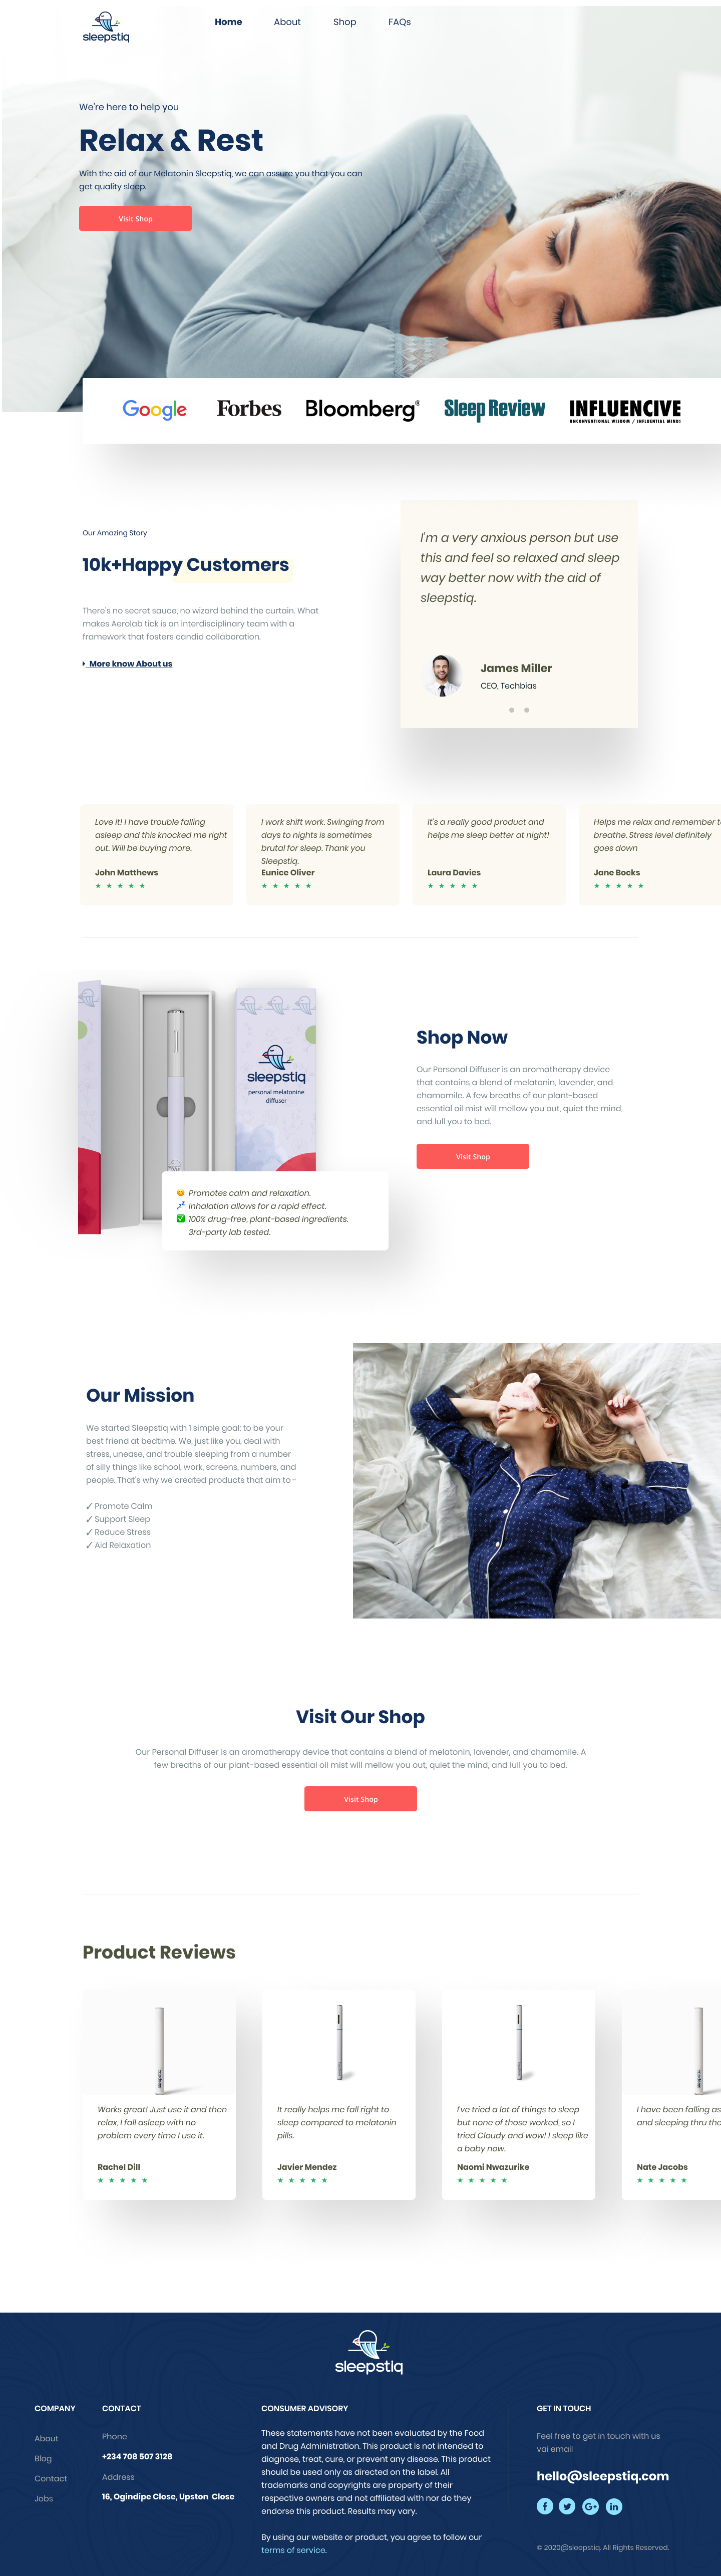 sleepstiq
Home About Shop FAQs
We're here to help you
Relax & Rest
With the aid of our Melatonin Sleepstiq, we can assure you that you can
get quality sleep.
Visit Shop
Google Forbes Bloomberg® Sleep Review INFLUENCIVE
UNCONVENTIONAL WISDOM / INFLUENTIAL MINDS
Our Amazing Story
10k+Happy Customers
There's no secret sauce, no wizard behind the curtain. What
makes Aerolab tick is an interdisciplinary team with a
framework that fosters candid collaboration.
More know About us
I'm a very anxious person but use
this and feel so relaxed and sleep
way better now with the aid of
sleepstiq.
James Miller
CEO, Techbias
Love it! I have trouble falling
asleep and this knocked me right
out. Will be buying more.
John Matthews
★ ★ ★ ★ ★
I work shift work. Swinging from
days to nights is sometimes
brutal for sleep. Thank you
Sleepstiq.
Eunice Oliver
★ ★ ★ ★ ★
It's a really good product and
helps me sleep better at night!
Laura Davies
★ ★ ★ ★ ★
Helps me relax and remember t
breathe. Stress level definitely
goes down
Jane Bocks
★ ★ ★ ★ ★
sleepstiq
personal melatonine
diffuser
😊 Promotes calm and relaxation.
💤 Inhalation allows for a rapid effect.
✅ 100% drug-free, plant-based ingredients.
3rd-party lab tested.
Shop Now
Our Personal Diffuser is an aromatherapy device
that contains a blend of melatonin, lavender, and
chamomile. A few breaths of our plant-based
essential oil mist will mellow you out, quiet the mind,
and lull you to bed.
Visit Shop
Our Mission
We started Sleepstiq with 1 simple goal: to be your
best friend at bedtime. We, just like you, deal with
stress, unease, and trouble sleeping from a number
of silly things like school, work, screens, numbers, and
people. That's why we created products that aim to -
✓ Promote Calm
✓ Support Sleep
✓ Reduce Stress
✓ Aid Relaxation
Visit Our Shop
Our Personal Diffuser is an aromatherapy device that contains a blend of melatonin, lavender, and chamomile. A
few breaths of our plant-based essential oil mist will mellow you out, quiet the mind, and lull you to bed.
Visit Shop
Product Reviews
Works great! Just use it and then
relax, I fall asleep with no
problem every time I use it.
Rachel Dill
★ ★ ★ ★ ★
It really helps me fall right to
sleep compared to melatonin
pills.
Javier Mendez
★ ★ ★ ★ ★
I've tried a lot of things to sleep
but none of those worked, so I
tried Cloudy and wow! I sleep like
a baby now.
Naomi Nwazurike
★ ★ ★ ★ ★
I have been falling as
and sleeping thru the
Nate Jacobs
★ ★ ★ ★ ★
sleepstiq
COMPANY
About
Blog
Contact
Jobs
CONTACT
Phone
+234 708 507 3128
Address
16, Ogindipe Close, Upston Close
CONSUMER ADVISORY
These statements have not been evaluated by the Food
and Drug Administration. This product is not intended to
diagnose, treat, cure, or prevent any disease. This product
should be used only as directed on the label. All
trademarks and copyrights are property of their
respective owners and not affiliated with nor do they
endorse this product. Results may vary.
By using our website or product, you agree to follow our
terms of service.
GET IN TOUCH
Feel free to get in touch with us
vai email
hello@sleepstiq.com
f G+ in
© 2020@sleepstiq. All Rights Reserved.